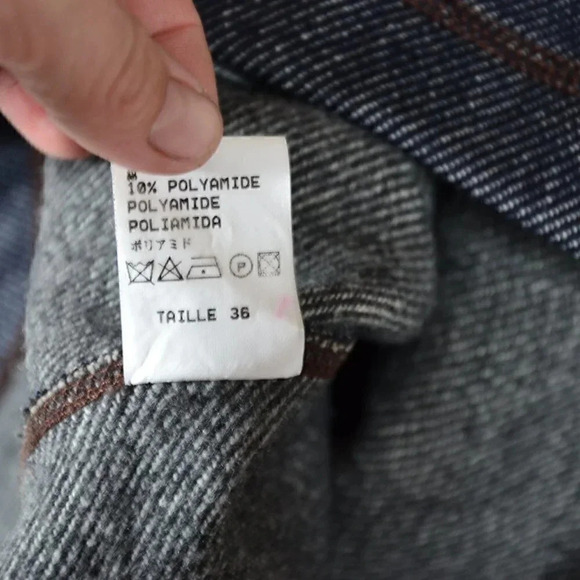 10% POLYAMIDE
POLYAMIDE
POLIAMIDA
ポリアミド
P
TAILLE 36